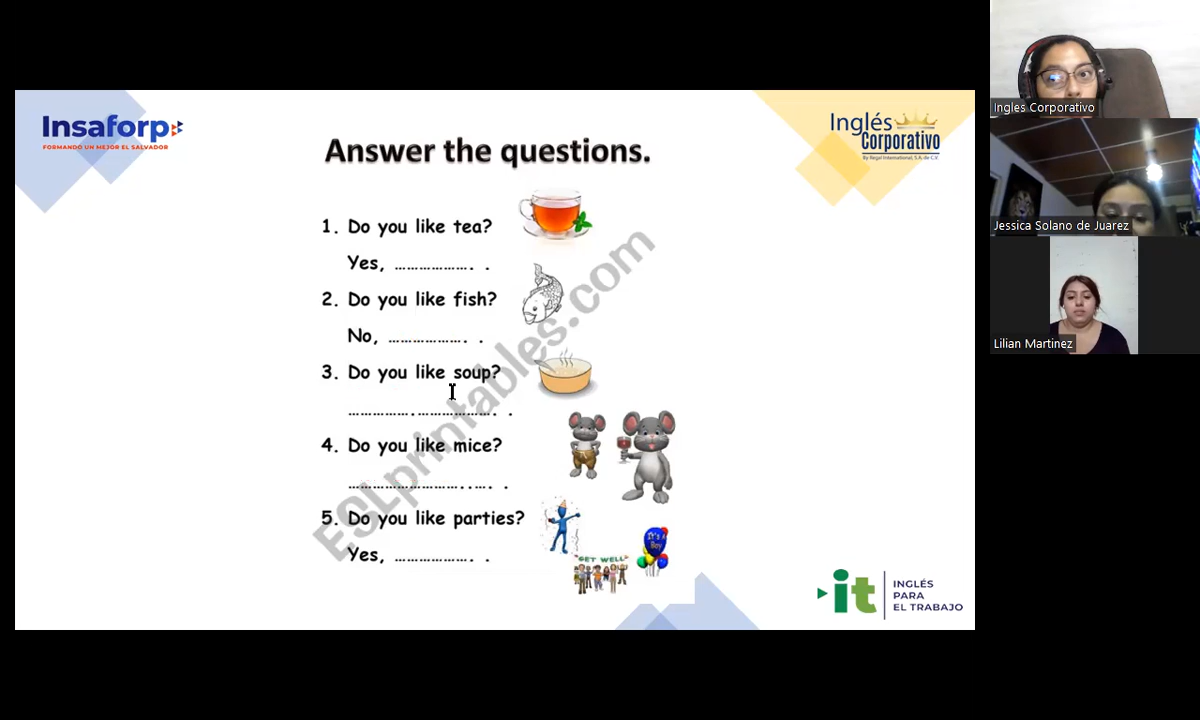 Insaforp
FORMANDO UN MEJOR EL SALVADOR
Inglés
Corporativo
By Regal International, S.A. de C.V.
Answer the questions.
1. Do you like tea?
Yes, ………………. .
2. Do you like fish?
No, ………………. .
3. Do you like soup?
…………….………………. .
4. Do you like mice?
……………………..…. .
5. Do you like parties?
Yes, ………………. .
GET WELL
IT'S A
Boy
ESLprintables.com
it
INGLÉS
PARA
EL TRABAJO
Ingles Corporativo
Jessica Solano de Juarez
Lilian Martinez